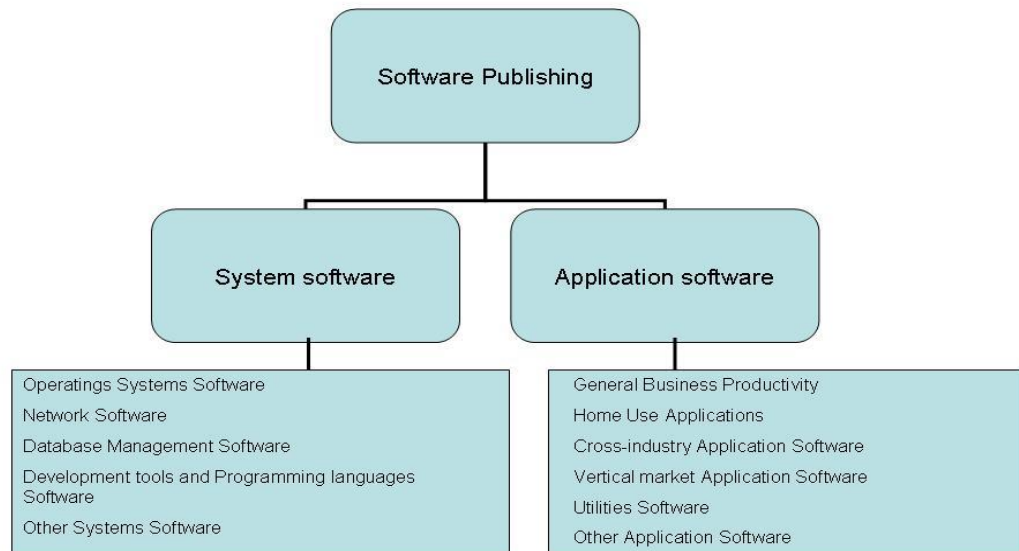 Software Publishing
System software
Application software
Operatings Systems Software
Network Software
Database Management Software
Development tools and Programming languages
Software
Other Systems Software
General Business Productivity
Home Use Applications
Cross-industry Application Software
Vertical market Application Software
Utilities Software
Other Application Software